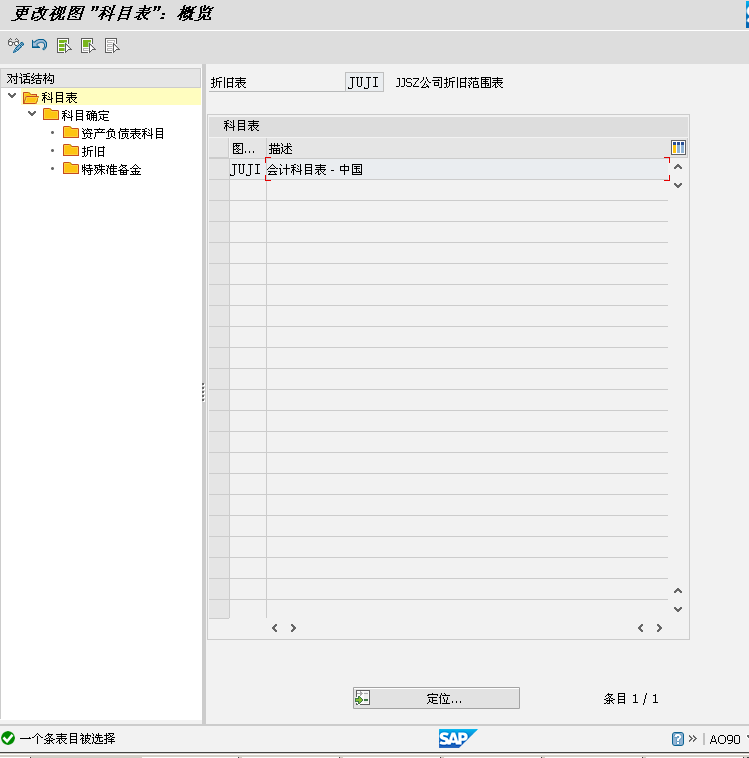 更改视图 "科目表": 概览
对话结构
科目表
科目确定
资产负债表科目
折旧
特殊准备金
折旧表 JUJI JJSZ公司折旧范围表
科目表
图... 描述
JUJI 会计科目表 - 中国
定位...
条目 1 / 1
一个条表目被选择
SAP
AO90